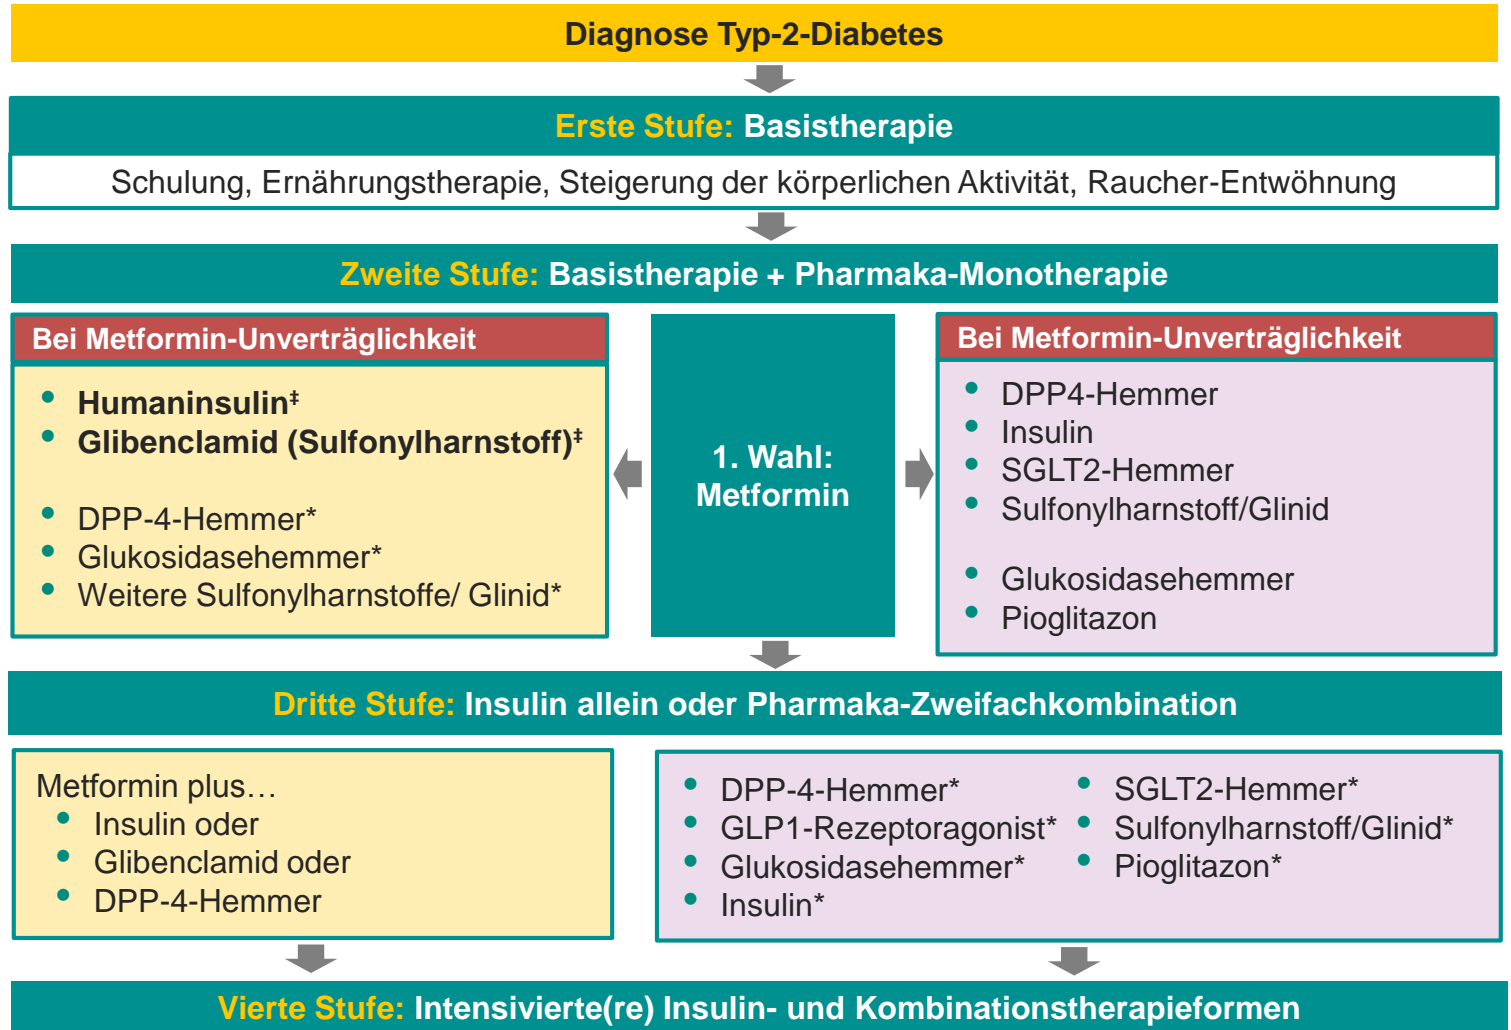 Diagnose Typ-2-Diabetes
Erste Stufe: Basistherapie
Schulung, Ernährungstherapie, Steigerung der körperlichen Aktivität, Raucher-Entwöhnung
Zweite Stufe: Basistherapie + Pharmaka-Monotherapie
Bei Metformin-Unverträglichkeit
• Humaninsulin‡
• Glibenclamid (Sulfonylharnstoff)‡
• DPP-4-Hemmer*
• Glukosidasehemmer*
• Weitere Sulfonylharnstoffe/ Glinid*
1. Wahl:
Metformin
Bei Metformin-Unverträglichkeit
• DPP4-Hemmer
• Insulin
• SGLT2-Hemmer
• Sulfonylharnstoff/Glinid
• Glukosidasehemmer
• Pioglitazon
Dritte Stufe: Insulin allein oder Pharmaka-Zweifachkombination
Metformin plus…
• Insulin oder
• Glibenclamid oder
• DPP-4-Hemmer
• DPP-4-Hemmer*
• GLP1-Rezeptoragonist*
• Glukosidasehemmer*
• Insulin*
• SGLT2-Hemmer*
• Sulfonylharnstoff/Glinid*
• Pioglitazon*
Vierte Stufe: Intensivierte(re) Insulin- und Kombinationstherapieformen